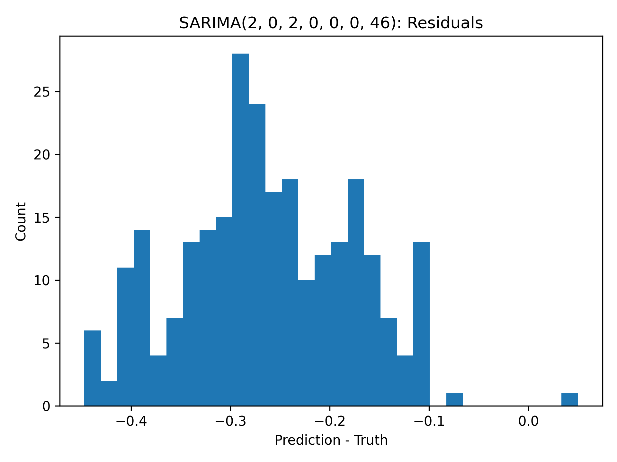 SARIMA(2, 0, 2, 0, 0, 0, 46): Residuals
25
20
15
10
5
0
Count
−0.4 −0.3 −0.2 −0.1 0.0
Prediction - Truth